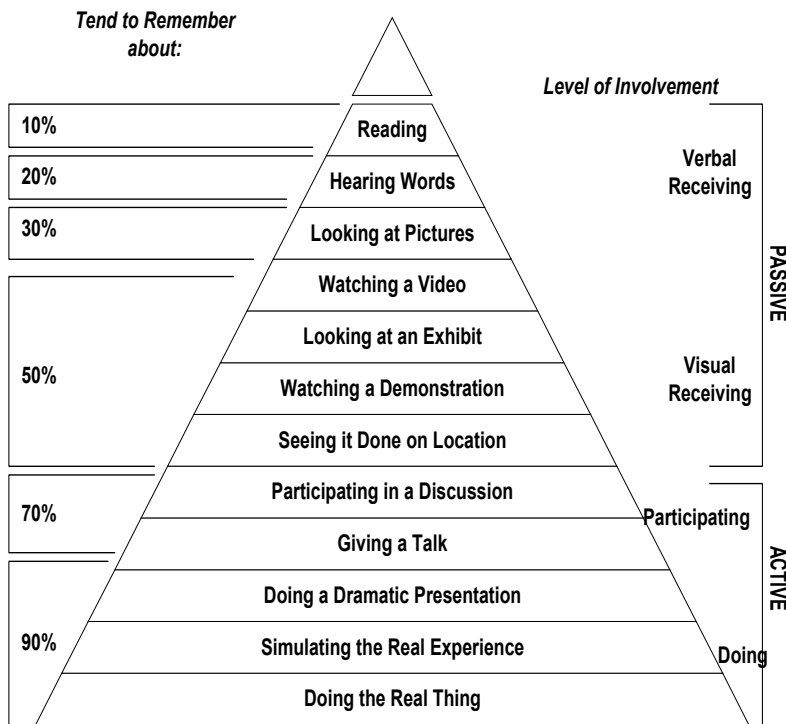 Tend to Remember
about:
Level of Involvement
10%
Reading
20%
Hearing Words
Verbal
Receiving
30%
Looking at Pictures
Watching a Video
PASSIVE
Looking at an Exhibit
50%
Watching a Demonstration
Visual
Receiving
Seeing it Done on Location
70%
Participating in a Discussion
Participating
Giving a Talk
ACTIVE
Doing a Dramatic Presentation
90%
Simulating the Real Experience
Doing
Doing the Real Thing